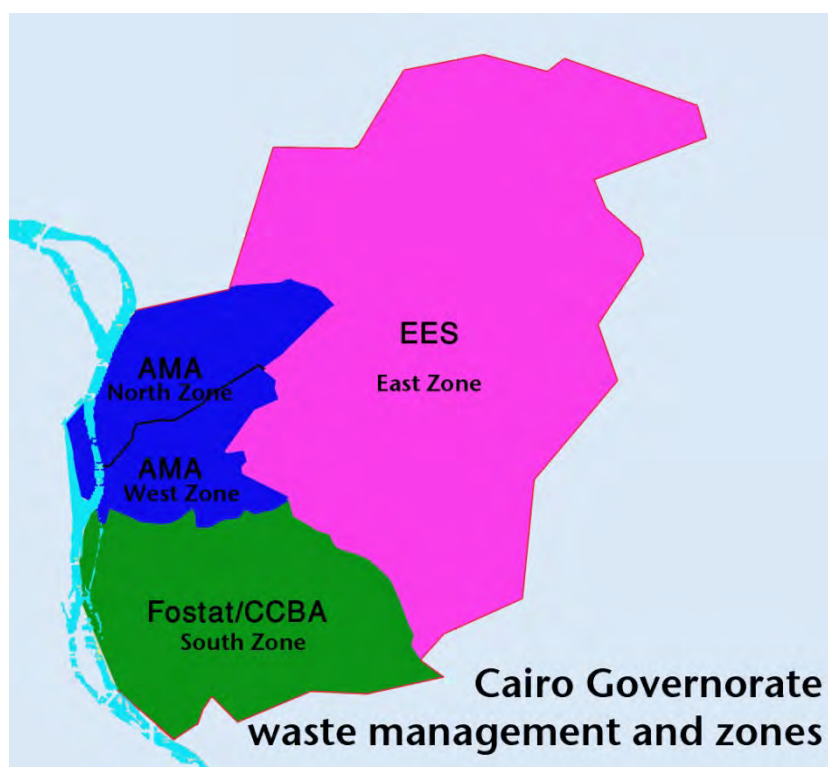 EES
East Zone
AMA
North Zone
AMA
West Zone
Fostat/CCBA
South Zone
Cairo Governorate
waste management and zones